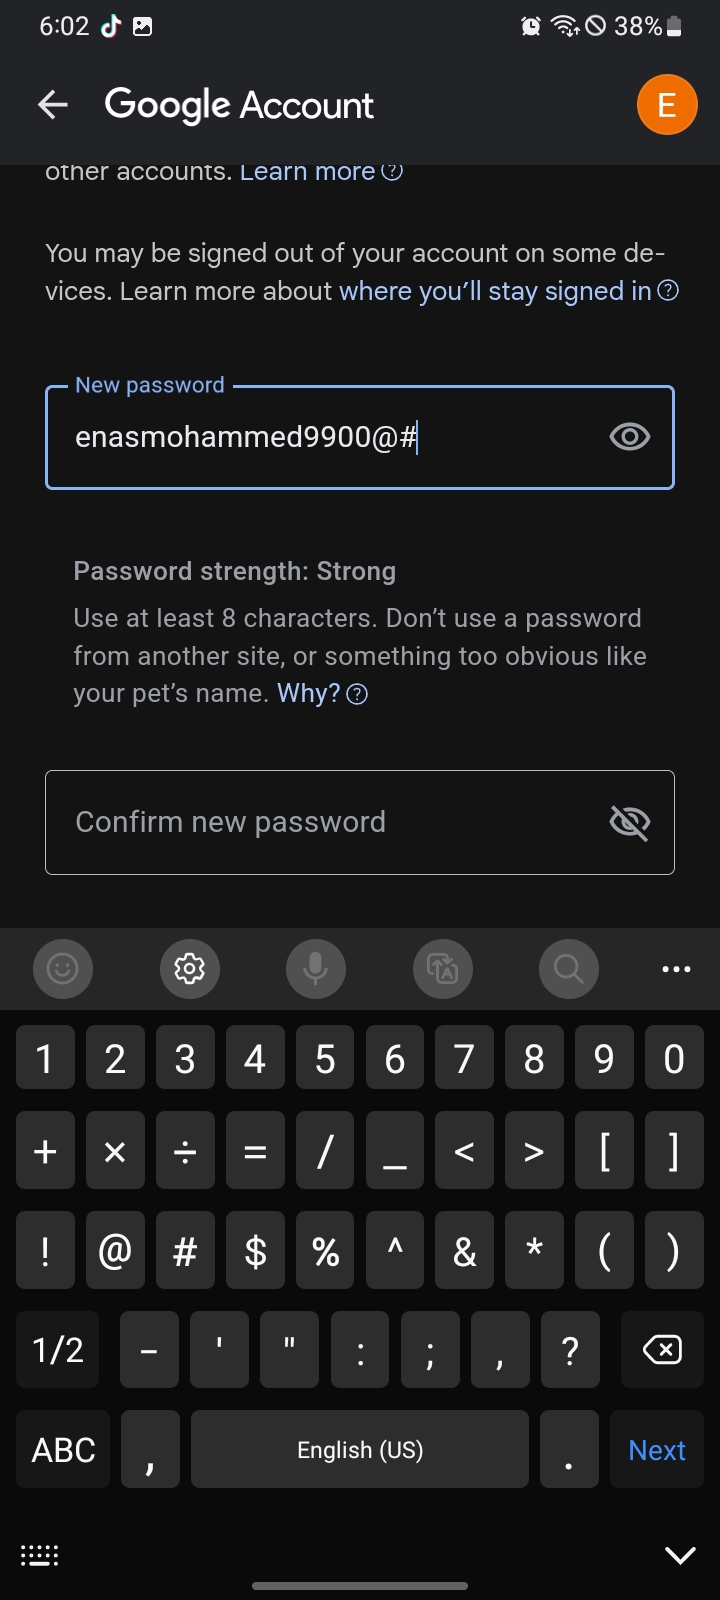 6:02 38%
Google Account E
other accounts. Learn more
You may be signed out of your account on some de-
vices. Learn more about where you'll stay signed in
New password
enasmohammed9900@#
Password strength: Strong
Use at least 8 characters. Don't use a password
from another site, or something too obvious like
your pet's name. Why?
Confirm new password
1 2 3 4 5 6 7 8 9 0
+ × ÷ = / _ < > [ ]
! @ # $ % ^ & * ( )
1/2 - ' " : ; , ?
ABC , English (US) . Next